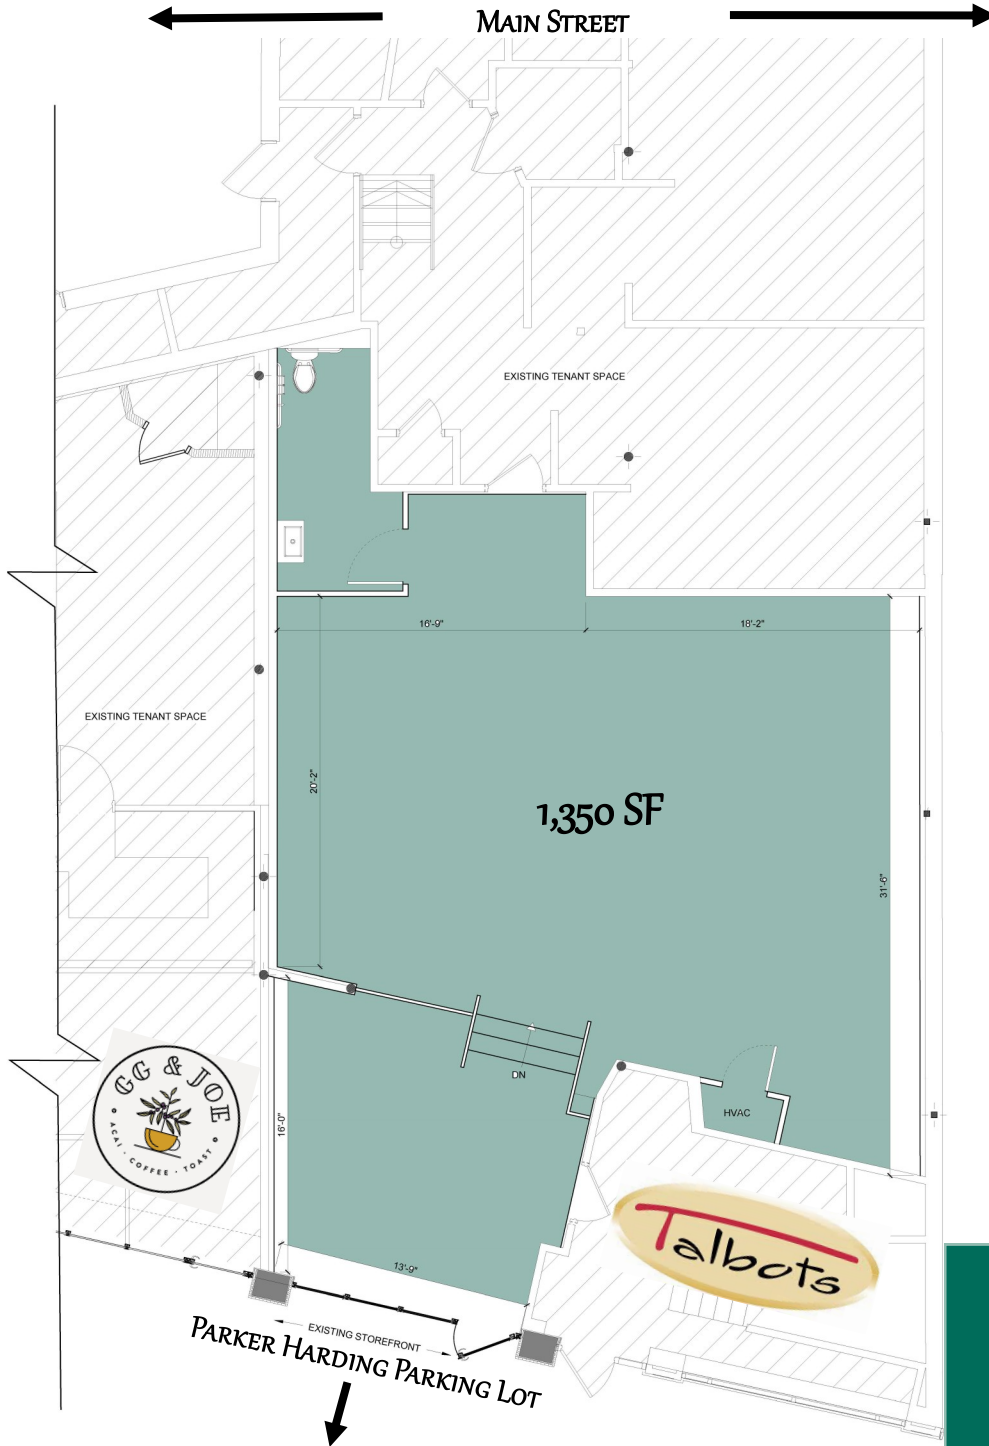 MAIN STREET
EXISTING TENANT SPACE
16'-9"
18'-2"
EXISTING TENANT SPACE
20'-2"
1,350 SF
31'-6"
DN
GG & JOE
ACAI · COFFEE · TOAST
16'-0"
HVAC
Talbots
13'-9"
EXISTING STOREFRONT
PARKER HARDING PARKING LOT